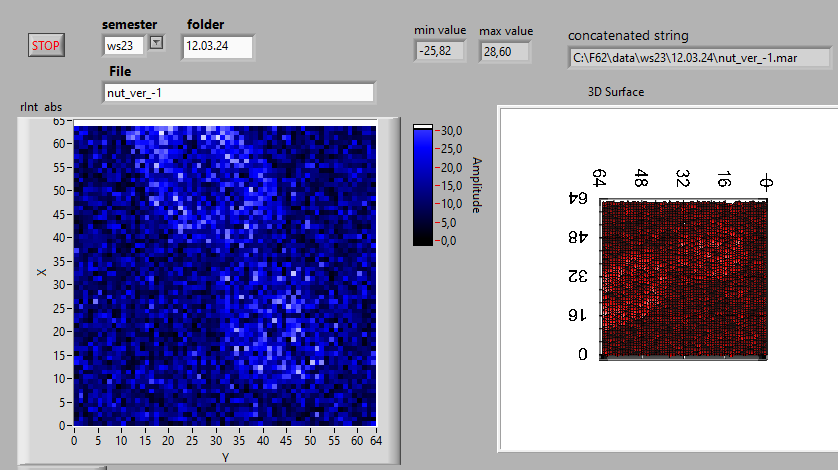 semester
folder
STOP
ws23
12.03.24
File
nut_ver_-1
min value
max value
-25,82
28,60
concatenated string
C:\F62\data\ws23\12.03.24\nut_ver_-1.mar
3D Surface
rInt abs
65
60
55
50
45
40
35
30
25
20
15
10
5
0
X
0 5 10 15 20 25 30 35 40 45 50 55 60 64
Y
30,0
25,0
20,0
15,0
10,0
5,0
0,0
Amplitude
64 48 32 16 0
64
48
32
16
0